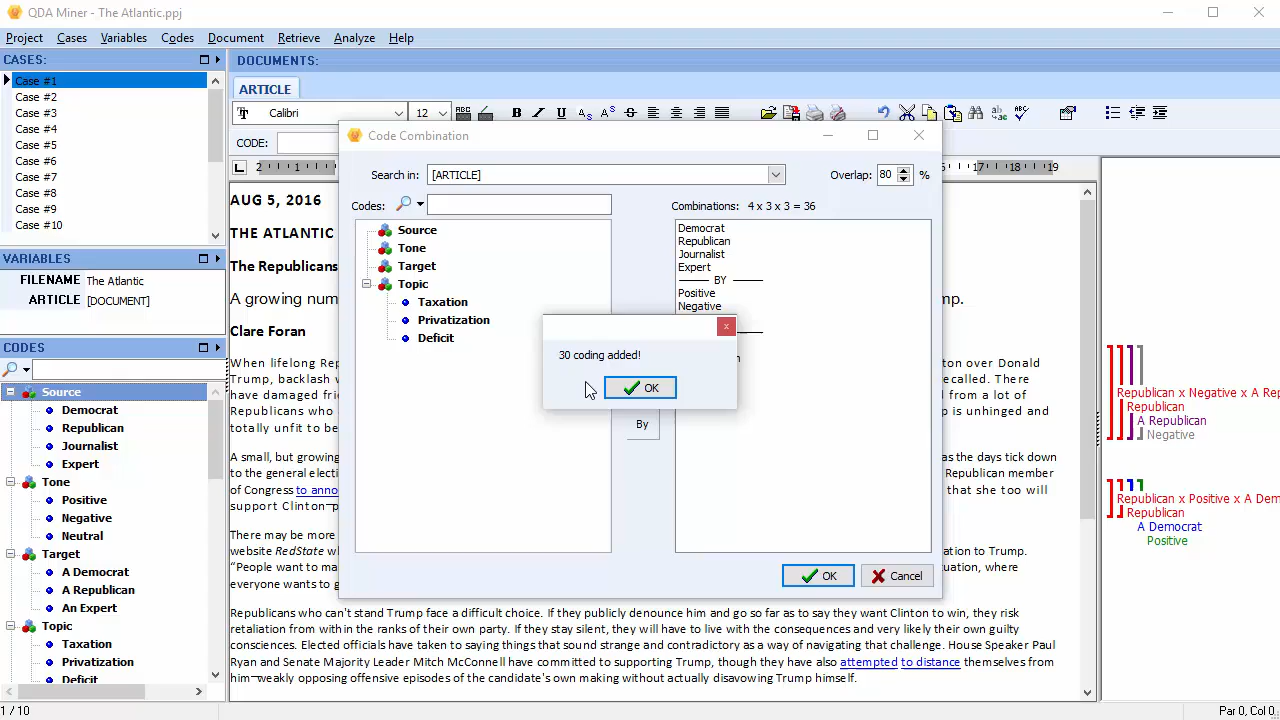 QDA Miner - The Atlantic.ppj
Project Cases Variables Codes Document Retrieve Analyze Help
CASES:
Case #1
Case #2
Case #3
Case #4
Case #5
Case #6
Case #7
Case #8
Case #9
Case #10
VARIABLES
FILENAME The Atlantic
ARTICLE [DOCUMENT]
CODES
Source
Democrat
Republican
Journalist
Expert
Tone
Positive
Negative
Neutral
Target
A Democrat
A Republican
An Expert
Topic
Taxation
Privatization
Deficit
1 / 10
DOCUMENTS:
ARTICLE
Calibri 12
CODE:
2 1 17 18 19
AUG 5, 2016
THE ATLANTIC
The Republicans
A growing num p.
Clare Foran
When lifelong Rep ton over Donald
Trump, backlash w ecalled. There
have damaged frie d from a lot of
Republicans who p is unhinged and
totally unfit to be
A small, but growing as the days tick down
to the general electi Republican member
of Congress to anno that she too will
support Clinton—p
There may be more
website RedState w ation to Trump.
“People want to ma uation, where
everyone wants to g
Republicans who can't stand Trump face a difficult choice. If they publicly denounce him and go so far as to say they want Clinton to win, they risk
retaliation from within the ranks of their own party. If they stay silent, they will have to live with the consequences and very likely their own guilty
consciences. Elected officials have taken to saying things that sound strange and contradictory as a way of navigating that challenge. House Speaker Paul
Ryan and Senate Majority Leader Mitch McConnell have committed to supporting Trump, though they have also attempted to distance themselves from
him—weakly opposing offensive episodes of the candidate's own making without actually disavowing Trump himself.
Republican x Negative x A Rep
Republican
A Republican
Negative
Republican x Positive x A Dem
Republican
A Democrat
Positive
Par 0, Col 0
Code Combination
Search in: [ARTICLE] Overlap: 80 %
Codes: Combinations: 4 x 3 x 3 = 36
Source
Tone
Target
Topic
Taxation
Privatization
Deficit
By
Democrat
Republican
Journalist
Expert
BY
Positive
Negative
OK Cancel
30 coding added!
OK